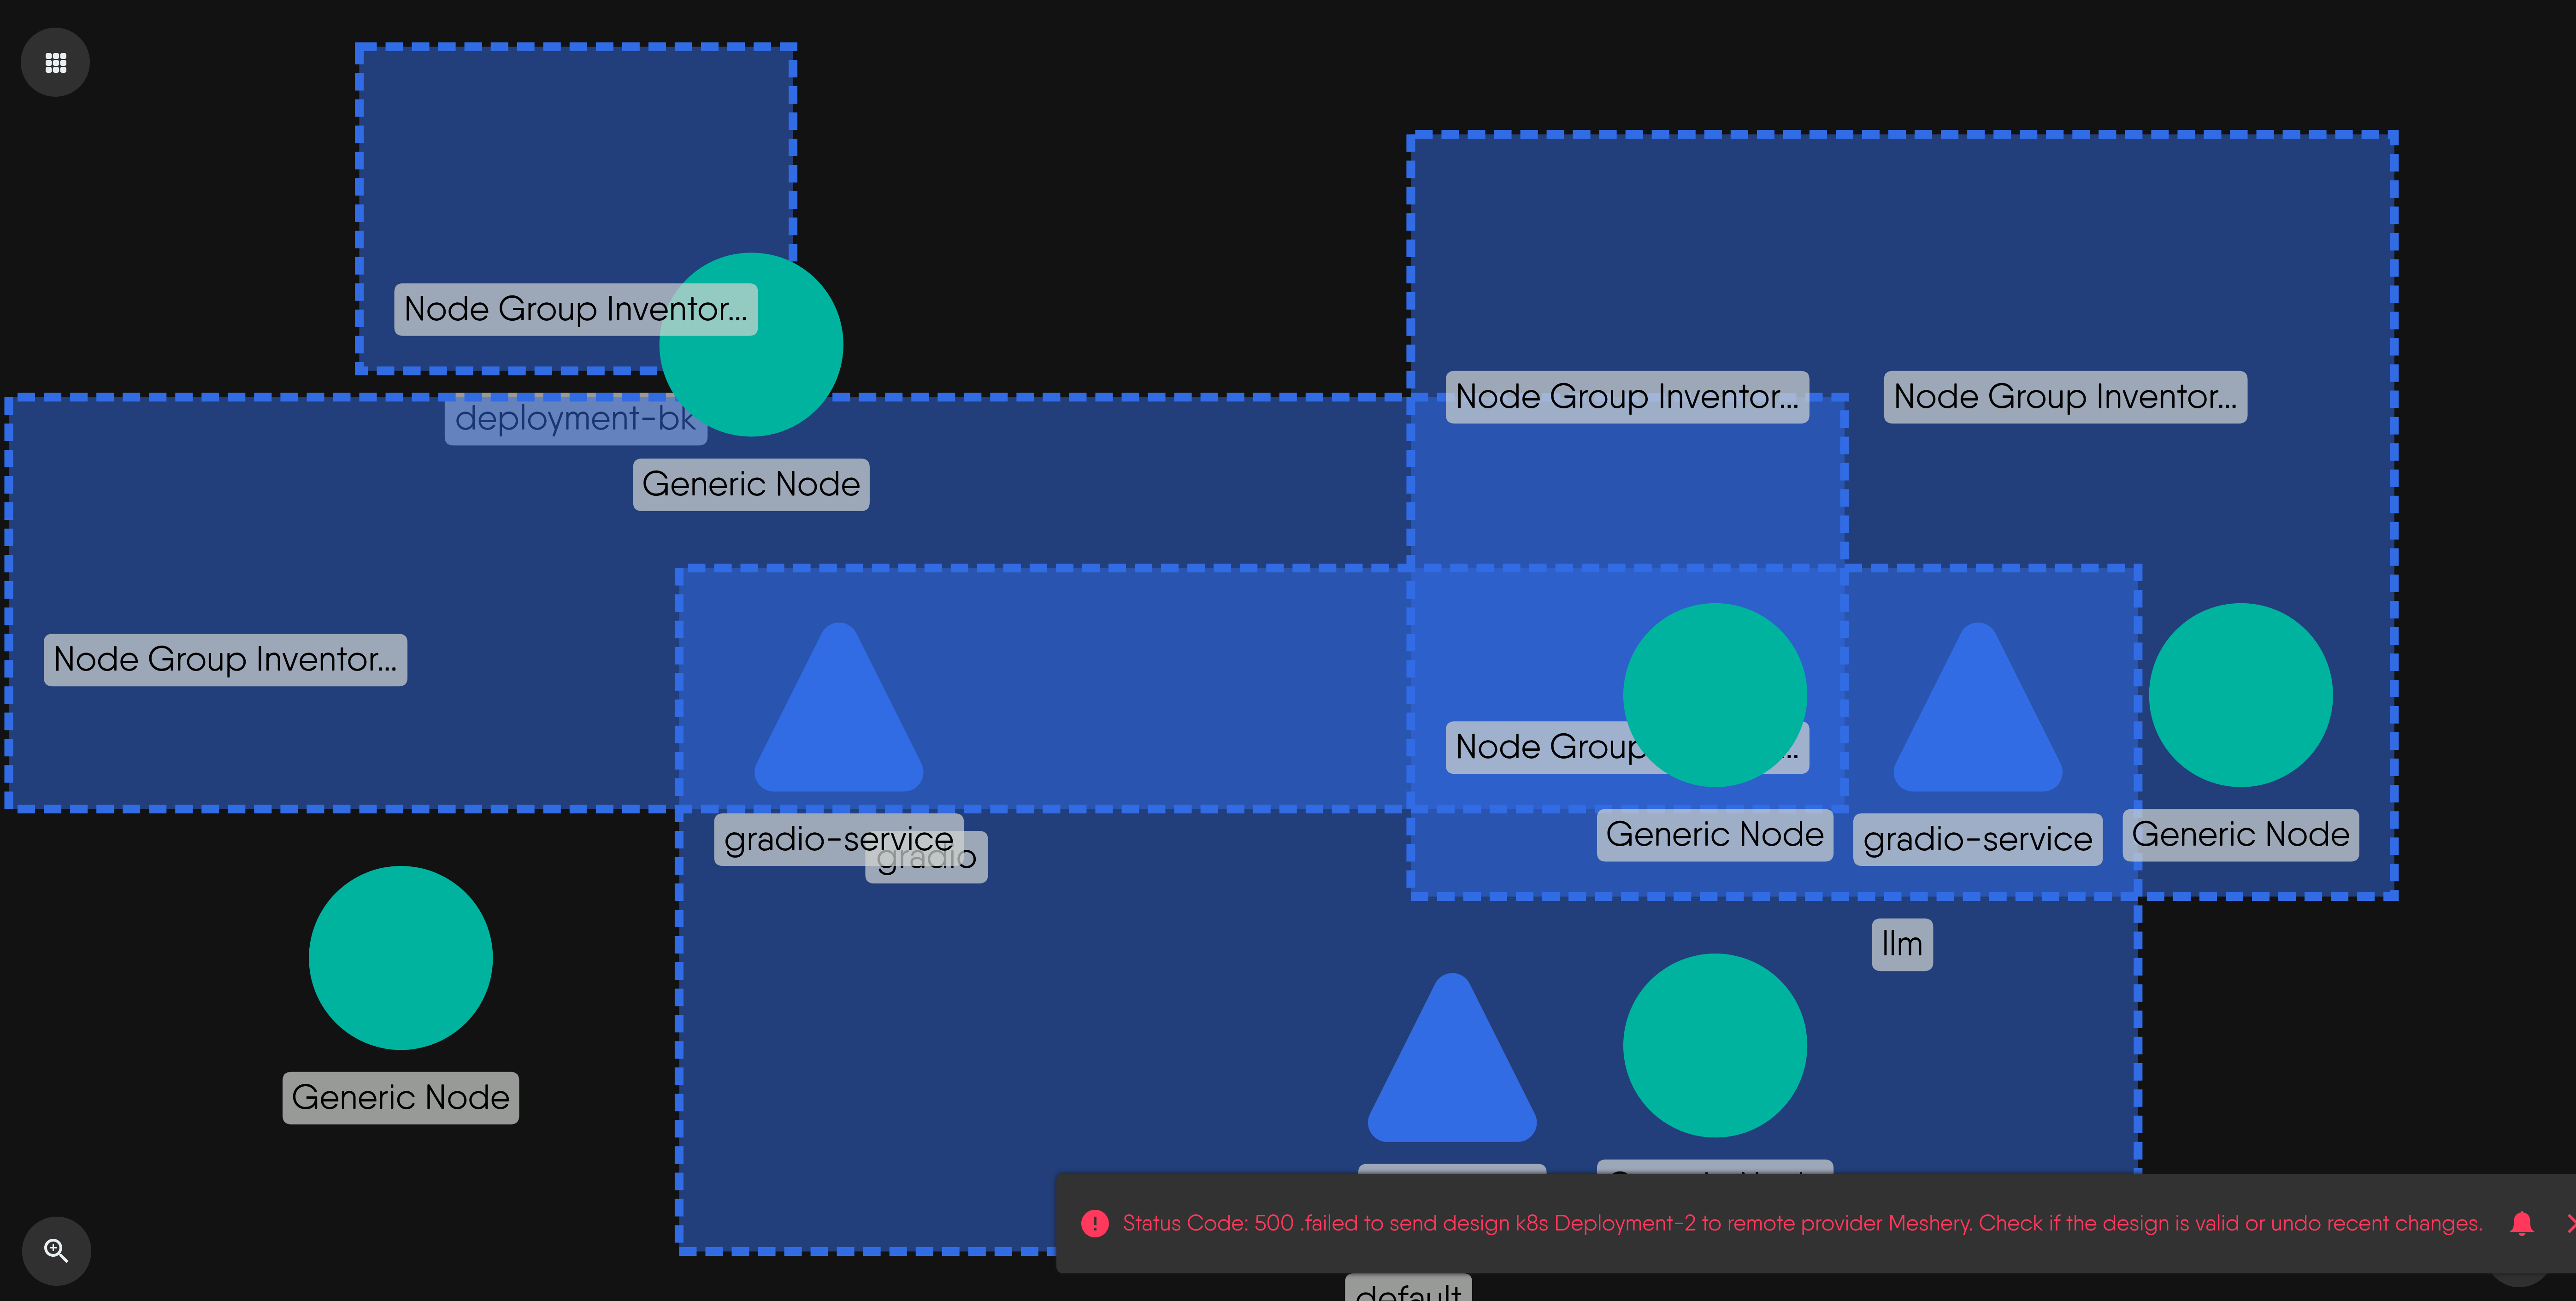 Node Group Inventor...
deployment-bk
Generic Node
Node Group Inventor...
Node Group Inventor...
Node Group Inventor...
Node Group
...
gradio-service
gradio
Generic Node
gradio-service
Generic Node
llm
Generic Node
Status Code: 500 .failed to send design k8s Deployment-2 to remote provider Meshery. Check if the design is valid or undo recent changes.
default